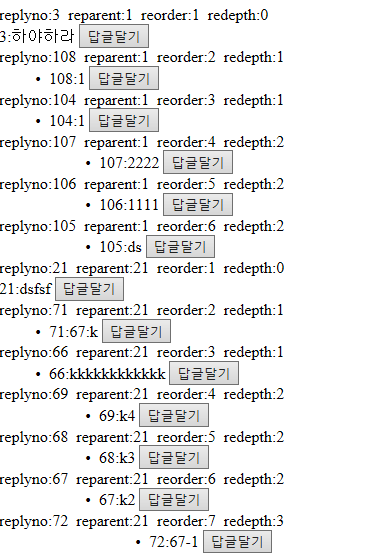 replyno:3 reparent:1 reorder:1 redepth:0
3:하야하라 답글달기
replyno:108 reparent:1 reorder:2 redepth:1
• 108:1 답글달기
replyno:104 reparent:1 reorder:3 redepth:1
• 104:1 답글달기
replyno:107 reparent:1 reorder:4 redepth:2
• 107:2222 답글달기
replyno:106 reparent:1 reorder:5 redepth:2
• 106:1111 답글달기
replyno:105 reparent:1 reorder:6 redepth:2
• 105:ds 답글달기
replyno:21 reparent:21 reorder:1 redepth:0
21:dsfsf 답글달기
replyno:71 reparent:21 reorder:2 redepth:1
• 71:67:k 답글달기
replyno:66 reparent:21 reorder:3 redepth:1
• 66:kkkkkkkkkkkk 답글달기
replyno:69 reparent:21 reorder:4 redepth:2
• 69:k4 답글달기
replyno:68 reparent:21 reorder:5 redepth:2
• 68:k3 답글달기
replyno:67 reparent:21 reorder:6 redepth:2
• 67:k2 답글달기
replyno:72 reparent:21 reorder:7 redepth:3
• 72:67-1 답글달기